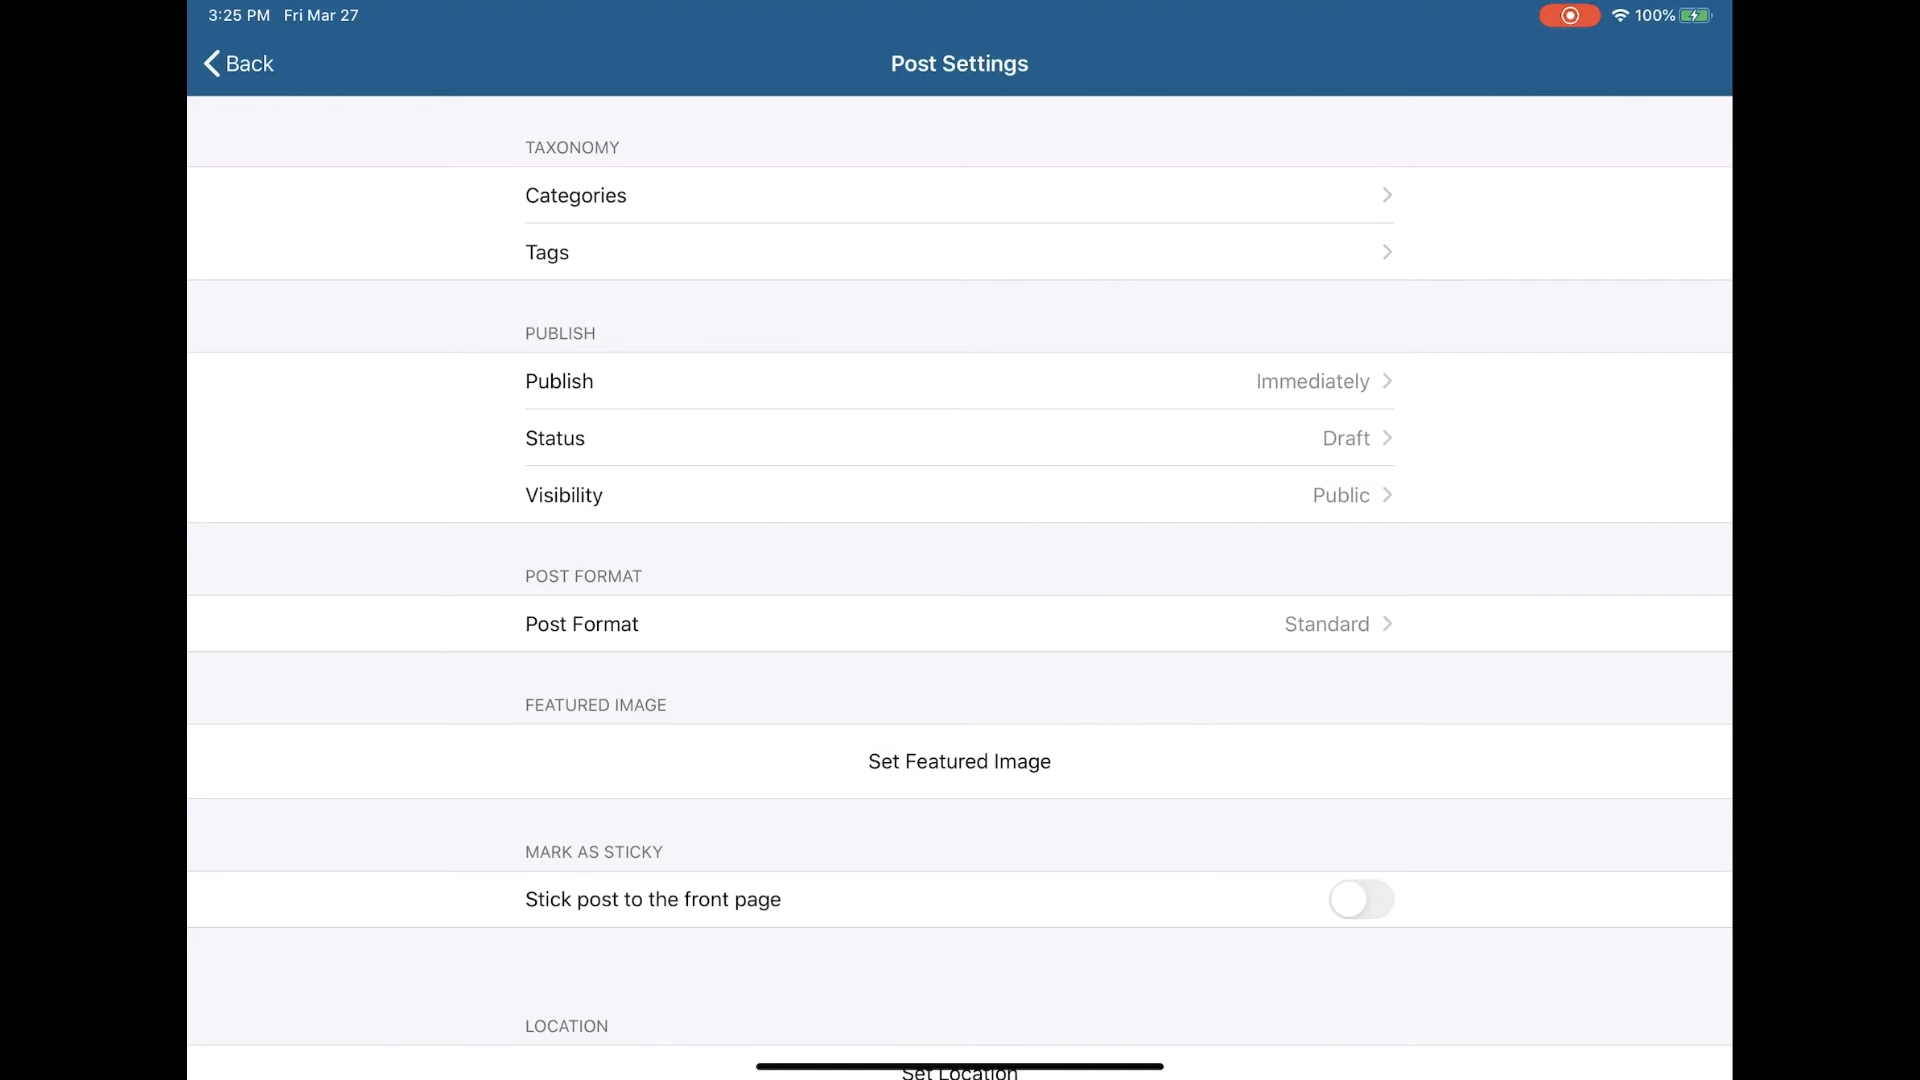 3:25 PM Fri Mar 27 100%
Back Post Settings
TAXONOMY
Categories
Tags
PUBLISH
Publish Immediately
Status Draft
Visibility Public
POST FORMAT
Post Format Standard
FEATURED IMAGE
Set Featured Image
MARK AS STICKY
Stick post to the front page
LOCATION
Set Location